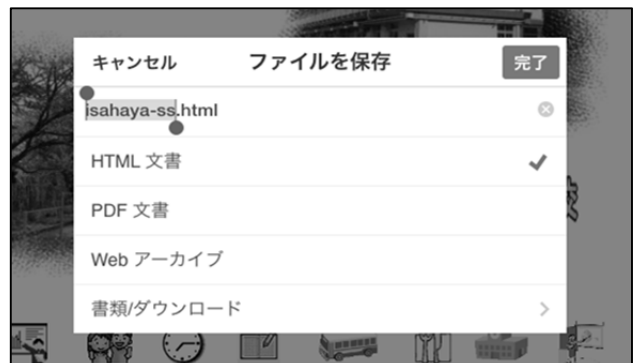 キャンセル ファイルを保存 完了
isahaya-ss.html
HTML 文書
PDF 文書
Web アーカイブ
書類/ダウンロード